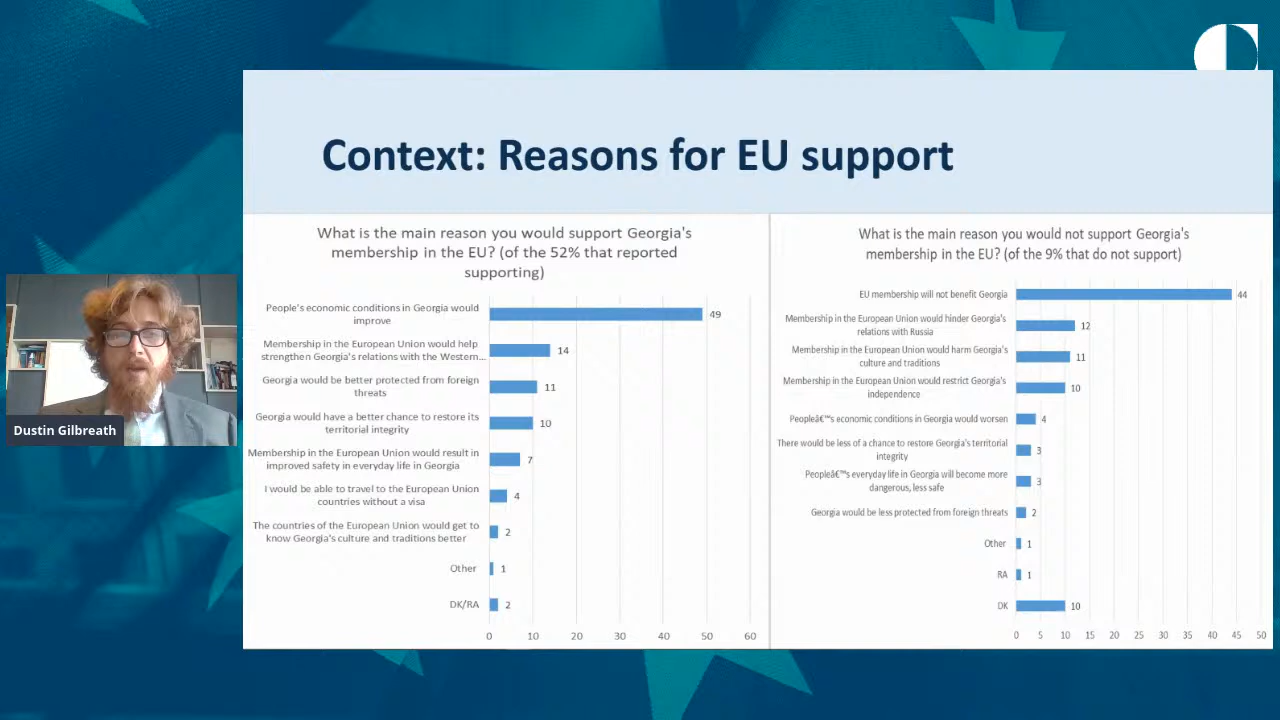 Context: Reasons for EU support
What is the main reason you would support Georgia's
membership in the EU? (of the 52% that reported
supporting)
People's economic conditions in Georgia would
improve
49
Membership in the European Union would help
strengthen Georgia's relations with the Western...
14
Georgia would be better protected from foreign
threats
11
Georgia would have a better chance to restore its
territorial integrity
10
Membership in the European Union would result in
improved safety in everyday life in Georgia
7
I would be able to travel to the European Union
countries without a visa
4
The countries of the European Union would get to
know Georgia's culture and traditions better
2
Other
1
DK/RA
2
0 10 20 30 40 50 60
What is the main reason you would not support Georgia's
membership in the EU? (of the 9% that do not support)
EU membership will not benefit Georgia
44
Membership in the European Union would hinder Georgia's
relations with Russia
12
Membership in the European Union would harm Georgia's
culture and traditions
11
Membership in the European Union would restrict Georgia's
independence
10
Peopleâ€™s economic conditions in Georgia would worsen
4
There would be less of a chance to restore Georgia's territorial
integrity
3
Peopleâ€™s everyday life in Georgia will become more
dangerous, less safe
3
Georgia would be less protected from foreign threats
2
Other
1
RA
1
DK
10
0 5 10 15 20 25 30 35 40 45 50
Dustin Gilbreath